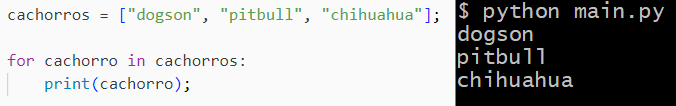 cachorros = ["dogson", "pitbull", "chihuahua"];
for cachorro in cachorros:
    print(cachorro);
$ python main.py
dogson
pitbull
chihuahua